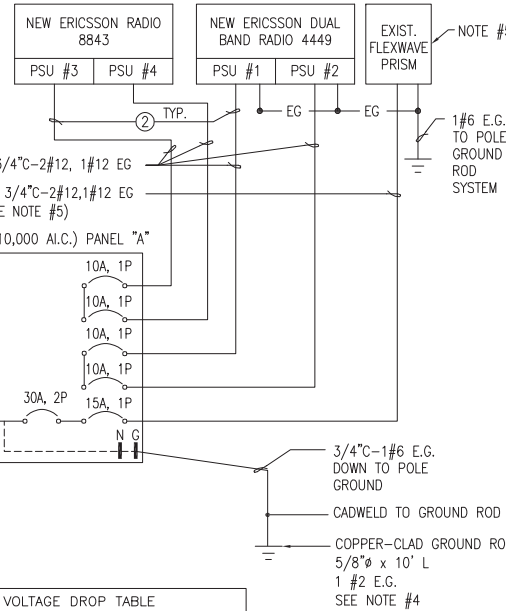 NEW ERICSSON RADIO
8843
PSU #3
PSU #4
NEW ERICSSON DUAL
BAND RADIO 4449
PSU #1
PSU #2
EXIST.
FLEXWAVE
PRISM
NOTE #5
EG
EG
TYP.
2
1#6 E.G.
TO POLE
GROUND
ROD
SYSTEM
3/4"C-2#12, 1#12 EG
3/4"C-2#12,1#12 EG
E NOTE #5)
10,000 AI.C.) PANEL "A"
10A, 1P
10A, 1P
10A, 1P
10A, 1P
30A, 2P
15A, 1P
N G
3/4"C-1#6 E.G.
DOWN TO POLE
GROUND
CADWELD TO GROUND ROD
COPPER-CLAD GROUND RO
5/8"ø x 10' L
1 #2 E.G.
SEE NOTE #4
VOLTAGE DROP TABLE